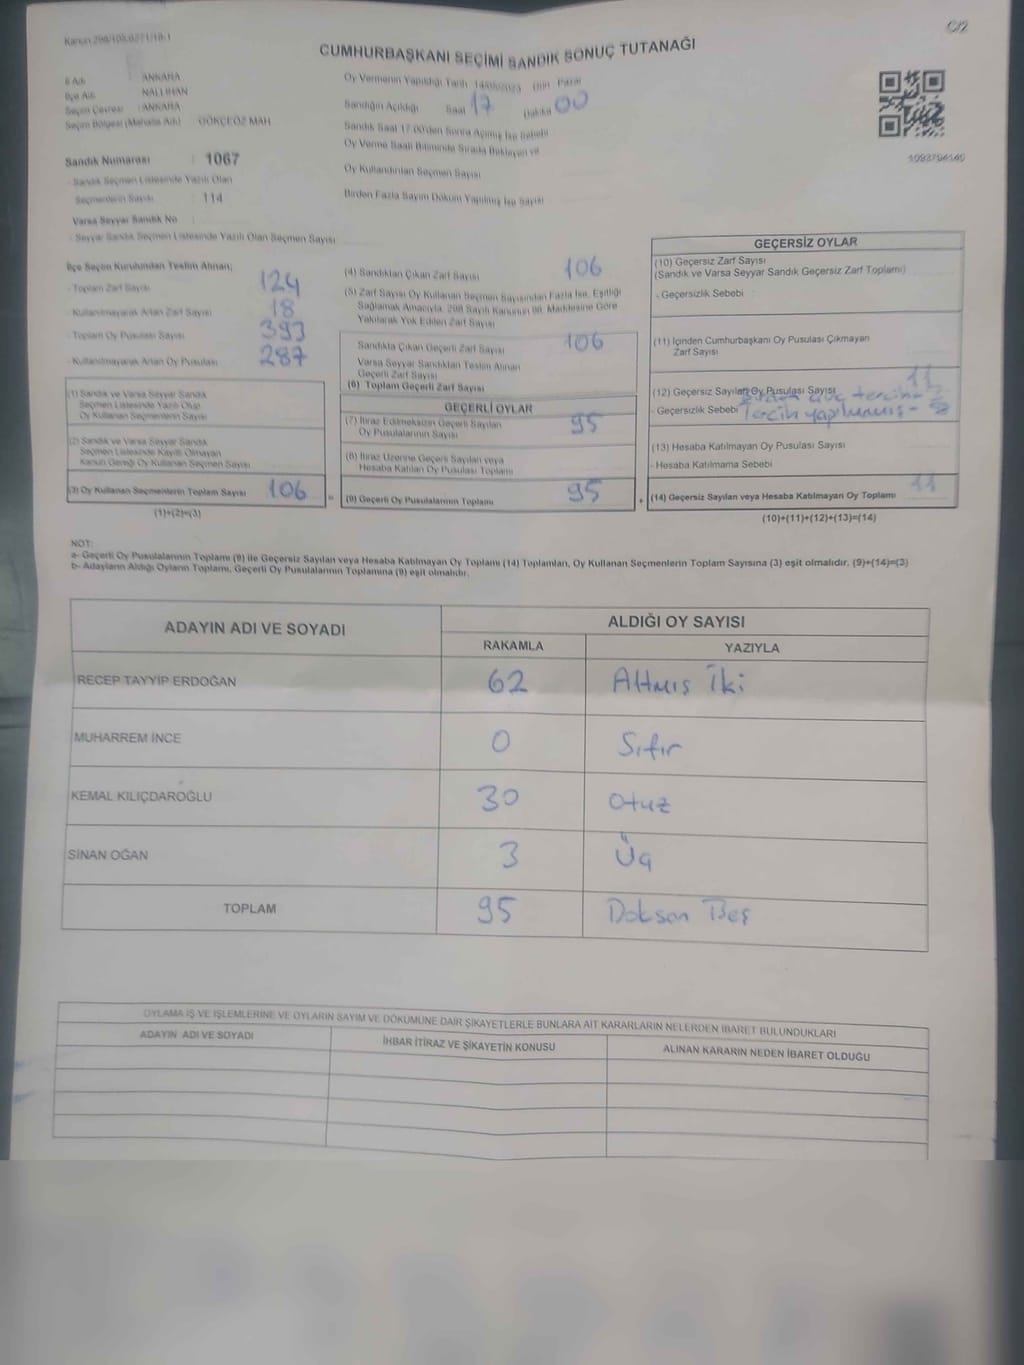 C/2
CUMHURBAŞKANI SEÇİMİ SANDIK SONUÇ TUTANAĞI
İl Adı : ANKARA
İlçe Adı : NALLIHAN
Seçim Çevresi : ANKARA
Seçim Bölgesi (Mahalle Adı) : GÖKÇEÖZ MAH
Sandık Numarası : 1067
- Sandık Seçmen Listesinde Yazılı Olan
Seçmenlerin Sayısı : 114
Varsa Seyyar Sandık No
- Seyyar Sandık Seçmen Listesinde Yazılı Olan Seçmen Sayısı
Oy Vermenin Yapıldığı Tarih 14/05/2023 Gün Pazar
Sandığın Açıldığı Saat 17 Dakika 00
Sandık Saat 17.00'den Sonra Açılmış İse Sebebi
Oy Verme Saati Bitiminde Sırada Bekleyen ve
Oy Kullandırılan Seçmen Sayısı
Birden Fazla Sayım Döküm Yapılmış İse Sayısı
İlçe Seçim Kurulundan Teslim Alınan;
- Toplam Zarf Sayısı 124
- Kullanılmayarak Artan Zarf Sayısı 18
- Toplam Oy Pusulası Sayısı 393
- Kullanılmayarak Artan Oy Pusulası 287
(1) Sandık ve Varsa Seyyar Sandık
Seçmen Listesinde Yazılı Olup
Oy Kullanan Seçmenlerin Sayısı
(2) Sandık ve Varsa Seyyar Sandık
Seçmen Listesinde Kayıtlı Olmayan
Kanun Gereği Oy Kullanan Seçmen Sayısı
(3) Oy Kullanan Seçmenlerin Toplam Sayısı 106
(1)+(2)=(3)
(4) Sandıktan Çıkan Zarf Sayısı 106
(5) Zarf Sayısı Oy Kullanan Seçmen Sayısından Fazla İse, Eşitliği
Sağlamak Amacıyla, 298 Sayılı Kanunun 98. Maddesine Göre
Yakılarak Yok Edilen Zarf Sayısı
Sandıkta Çıkan Geçerli Zarf Sayısı 106
Varsa Seyyar Sandıktan Teslim Alınan
Geçerli Zarf Sayısı
(6) Toplam Geçerli Zarf Sayısı
GEÇERLİ OYLAR
(7) İtiraz Edilmeksizin Geçerli Sayılan
Oy Pusulalarının Sayısı 95
(8) İtiraz Üzerine Geçerli Sayılan veya
Hesaba Katılan Oy Pusulası Toplamı
= (9) Geçerli Oy Pusulalarının Toplamı 95 +
GEÇERSİZ OYLAR
(10) Geçersiz Zarf Sayısı
(Sandık ve Varsa Seyyar Sandık Geçersiz Zarf Toplamı)
- Geçersizlik Sebebi
(11) İçinden Cumhurbaşkanı Oy Pusulası Çıkmayan
Zarf Sayısı
(12) Geçersiz Sayılan Oy Pusulası Sayısı 11
- Geçersizlik Sebebi
Tercih yapılmamış -
(13) Hesaba Katılmayan Oy Pusulası Sayısı
- Hesaba Katılmama Sebebi
(14) Geçersiz Sayılan veya Hesaba Katılmayan Oy Toplamı 11
(10)+(11)+(12)+(13)=(14)
NOT:
a- Geçerli Oy Pusulalarının Toplamı (9) ile Geçersiz Sayılan veya Hesaba Katılmayan Oy Toplamı (14) Toplamları, Oy Kullanan Seçmenlerin Toplam Sayısına (3) eşit olmalıdır. (9)+(14)=(3)
b- Adayların Aldığı Oyların Toplamı, Geçerli Oy Pusulalarının Toplamına (9) eşit olmalıdır.
ADAYIN ADI VE SOYADI
ALDIĞI OY SAYISI
RAKAMLA YAZIYLA
RECEP TAYYİP ERDOĞAN 62 Altmış İki
MUHARREM İNCE 0 Sıfır
KEMAL KILIÇDAROĞLU 30 Otuz
SİNAN OĞAN 3 Üç
TOPLAM 95 Doksan Beş
OYLAMA İŞ VE İŞLEMLERİNE VE OYLARIN SAYIM VE DÖKÜMÜNE DAİR ŞİKAYETLERLE BUNLARA AİT KARARLARIN NELERDEN İBARET BULUNDUKLARI
ADAYIN ADI VE SOYADI İHBAR İTİRAZ VE ŞİKAYETİN KONUSU ALINAN KARARIN NEDEN İBARET OLDUĞU